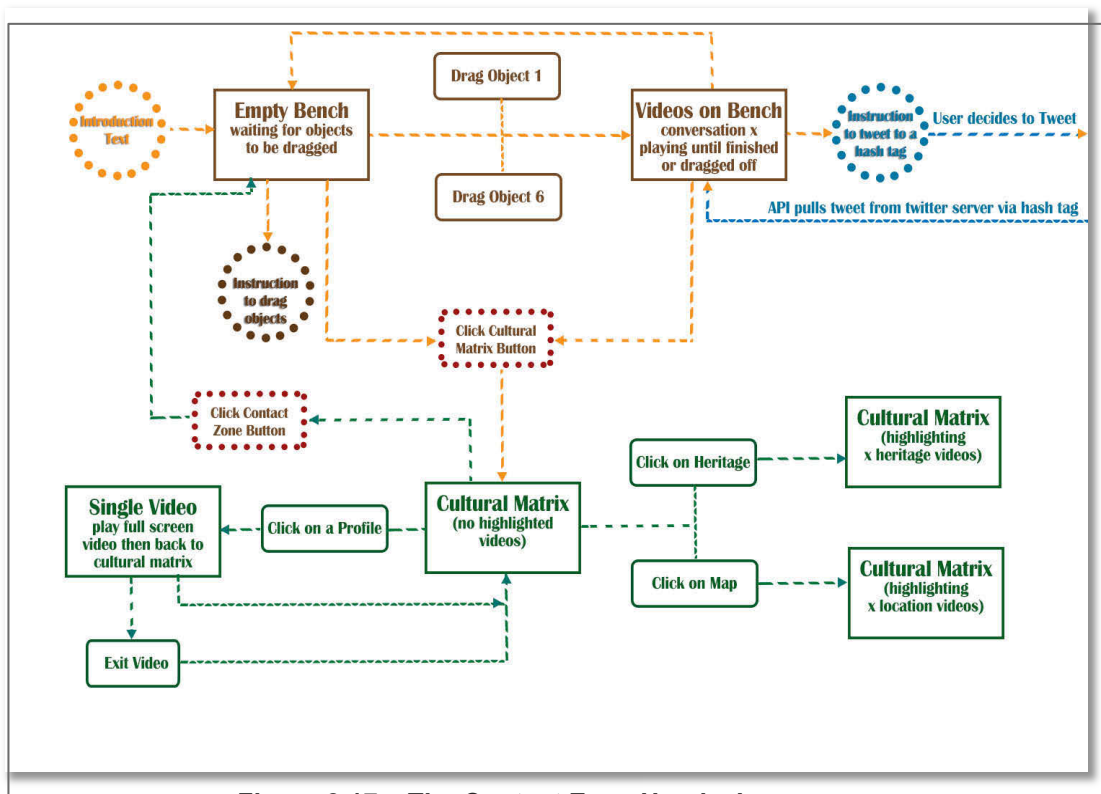 Drag Object 1
Introduction
Text
Empty Bench
waiting for objects
to be dragged
Videos on Bench
conversation x
playing until finished
or dragged off
Instruction
to tweet to a
hash tag
User decides to Tweet
Drag Object 6
API pulls tweet from twitter server via hash tag
Instruction
to drag
objects
Click Cultural
Matrix Button
Click Contact
Zone Button
Click on Heritage
Cultural Matrix
(highlighting
x heritage videos)
Single Video
play full screen
video then back to
cultural matrix
Click on a Profile
Cultural Matrix
(no highlighted
videos)
Click on Map
Cultural Matrix
(highlighting
x location videos)
Exit Video